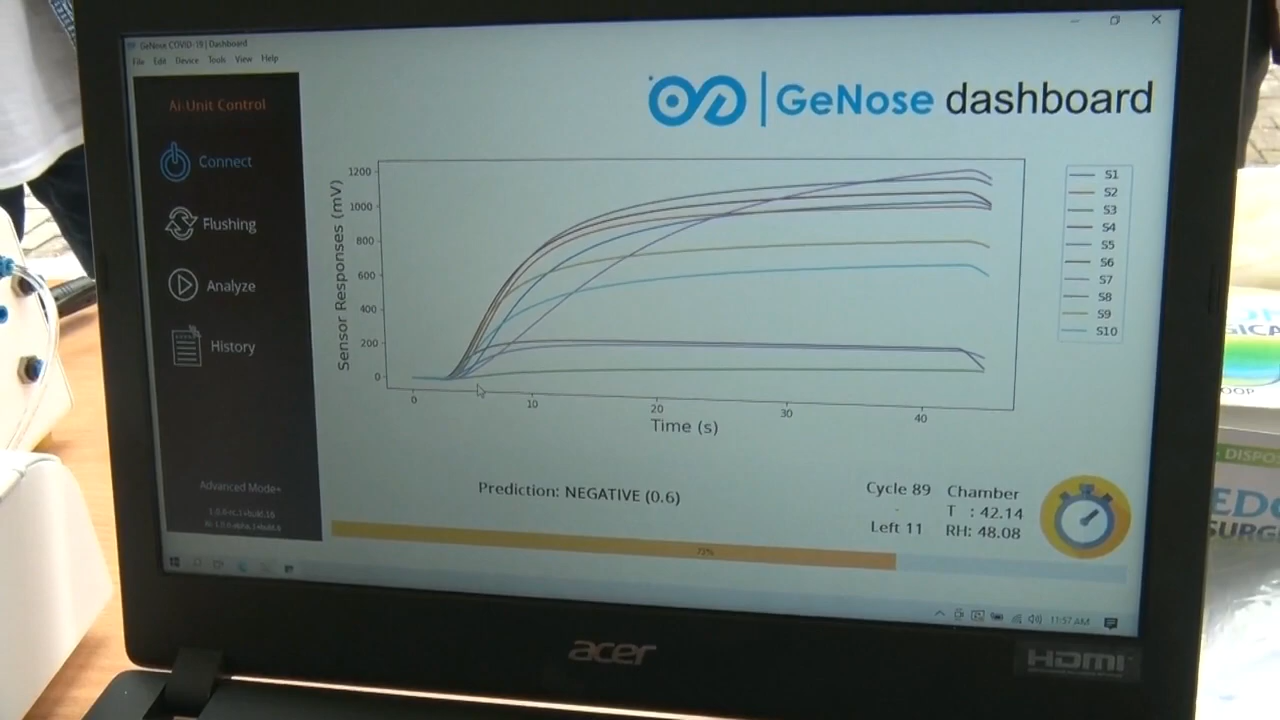 GeNose COVID-19 | Dashboard
File Edit Device Tools View Help
Ai-Unit Control
Connect
Flushing
Analyze
History
Advanced Mode
GeNose dashboard
Sensor Responses (mV)
1200
1000
800
600
400
200
0
0 10 20 30 40
Time (s)
S1
S2
S3
S4
S5
S6
S7
S8
S9
S10
Prediction: NEGATIVE (0.6)
Cycle 89
-
Left 11
Chamber
T : 42.14
RH: 48.08
11:57 AM
acer
HDMI
DISPOS
SURG